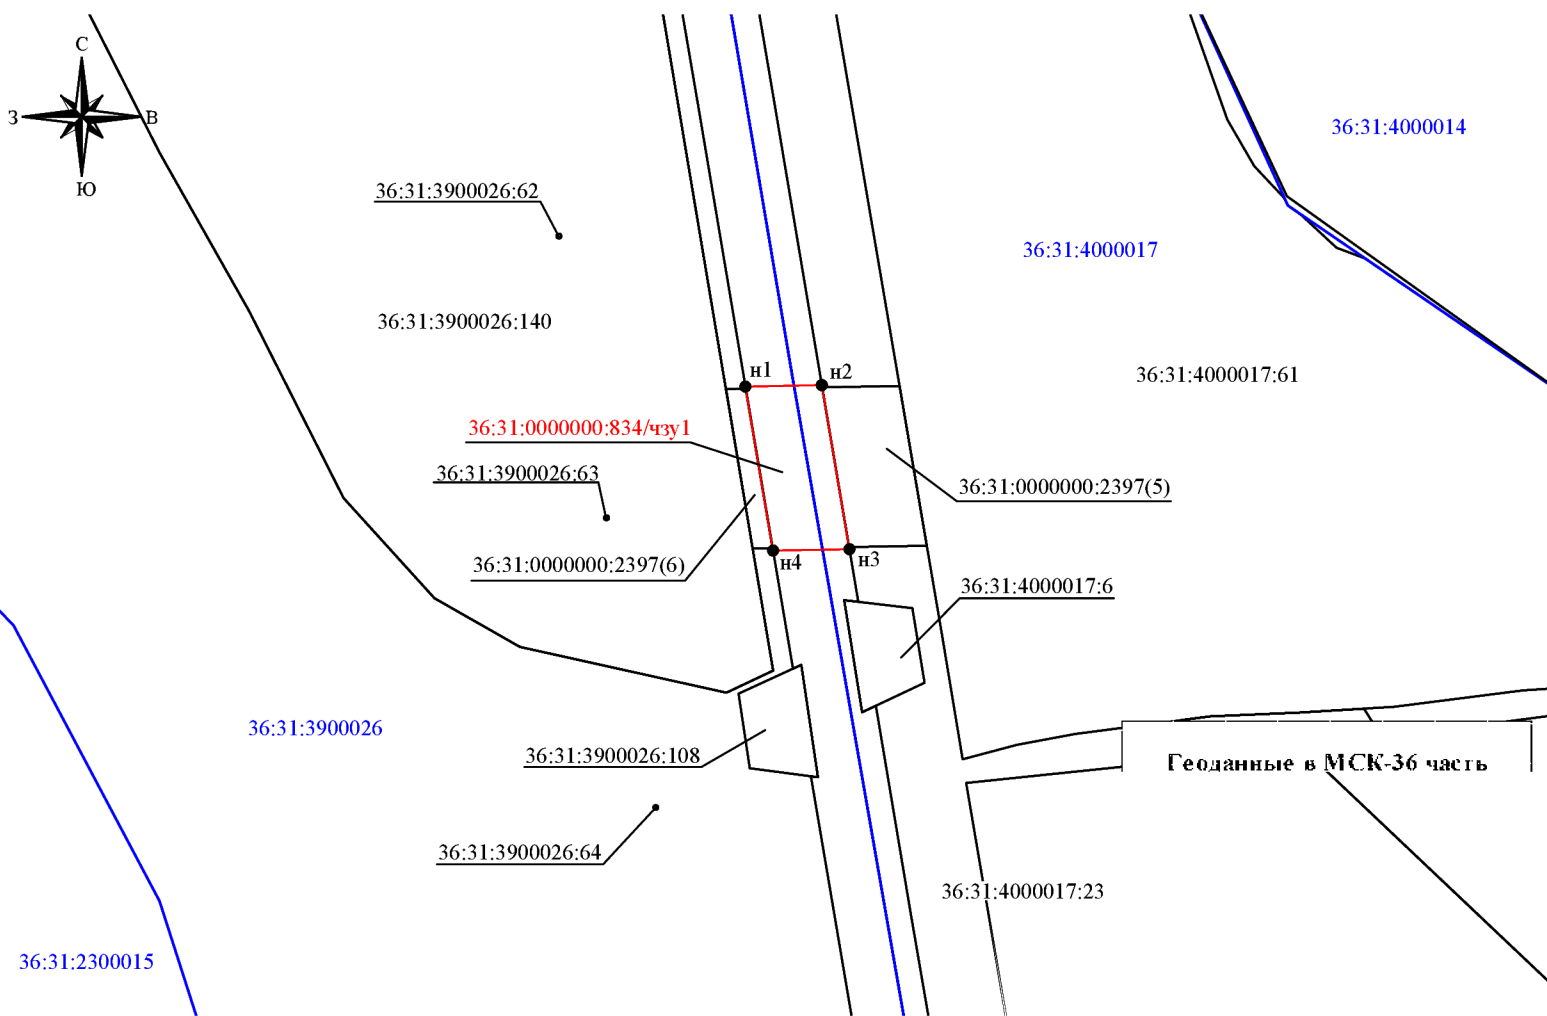 С
З
В
Ю
36:31:4000014
36:31:3900026:62
36:31:4000017
36:31:3900026:140
н1
н2
36:31:4000017:61
36:31:0000000:834/чзу1
36:31:3900026:63
36:31:0000000:2397(5)
36:31:0000000:2397(6)
н4
н3
36:31:4000017:6
36:31:3900026
36:31:3900026:108
Геоданные в МСК-36 часть
36:31:3900026:64
36:31:4000017:23
36:31:2300015